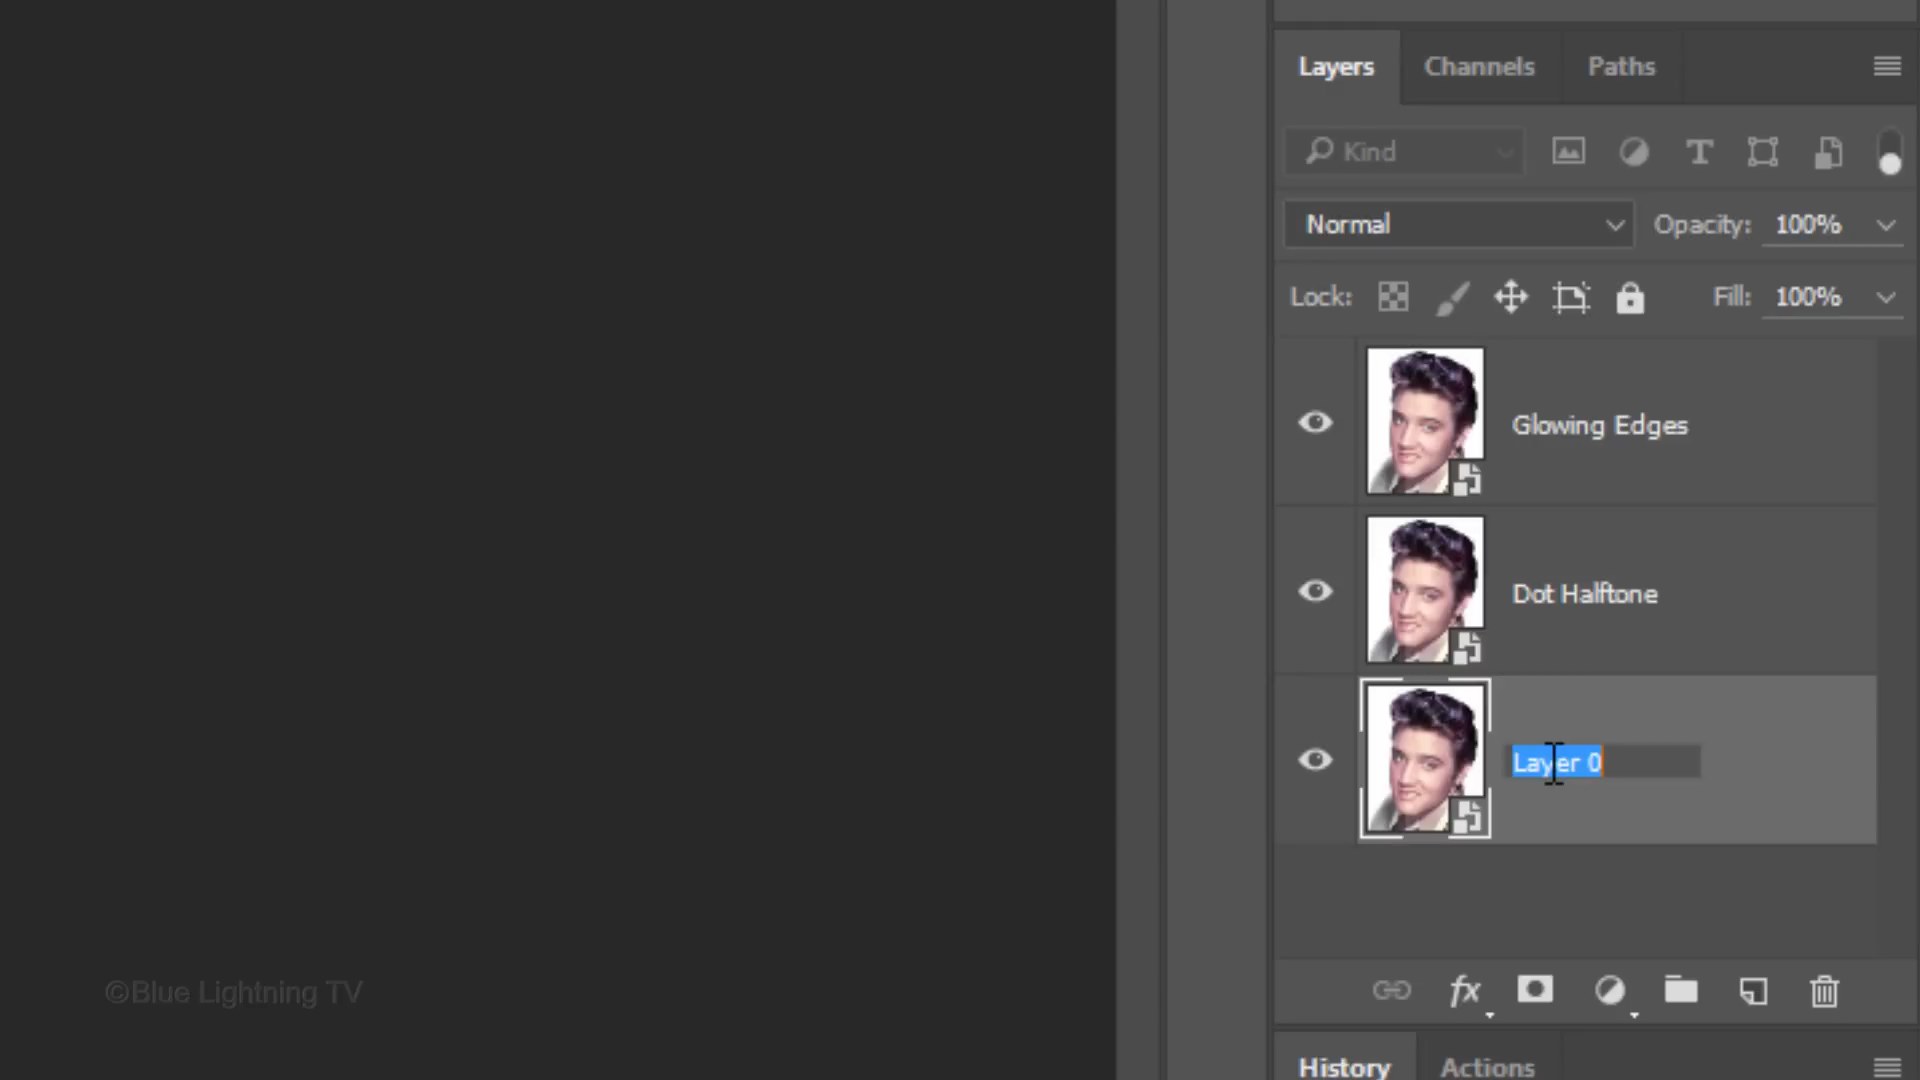 Layers Channels Paths
Kind
Normal Opacity: 100%
Lock: Fill: 100%
Glowing Edges
Dot Halftone
Layer 0
fx
©Blue Lightning TV
History Actions